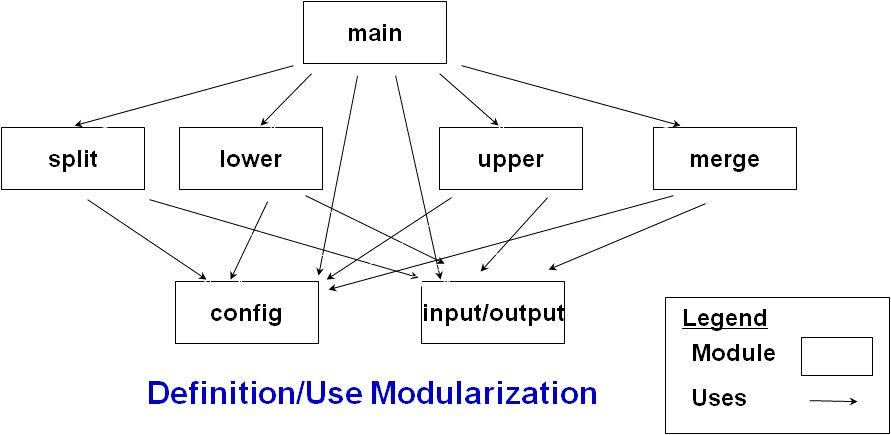 main
split
lower
upper
merge
config
input/output
Legend
Module
Uses
Definition/Use Modularization